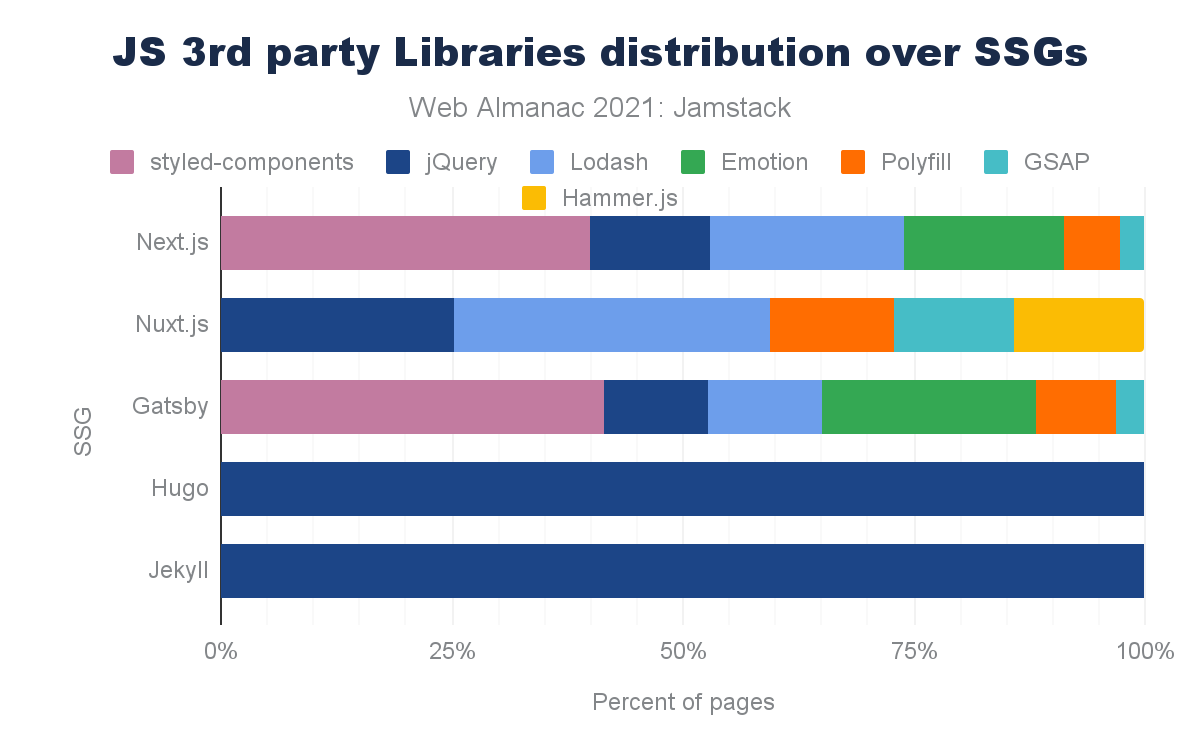 JS 3rd party Libraries distribution over SSGs
Web Almanac 2021: Jamstack
styled-components jQuery Lodash Emotion Polyfill GSAP
Hammer.js
Next.js
Nuxt.js
Gatsby
Hugo
Jekyll
SSG
0% 25% 50% 75% 100%
Percent of pages